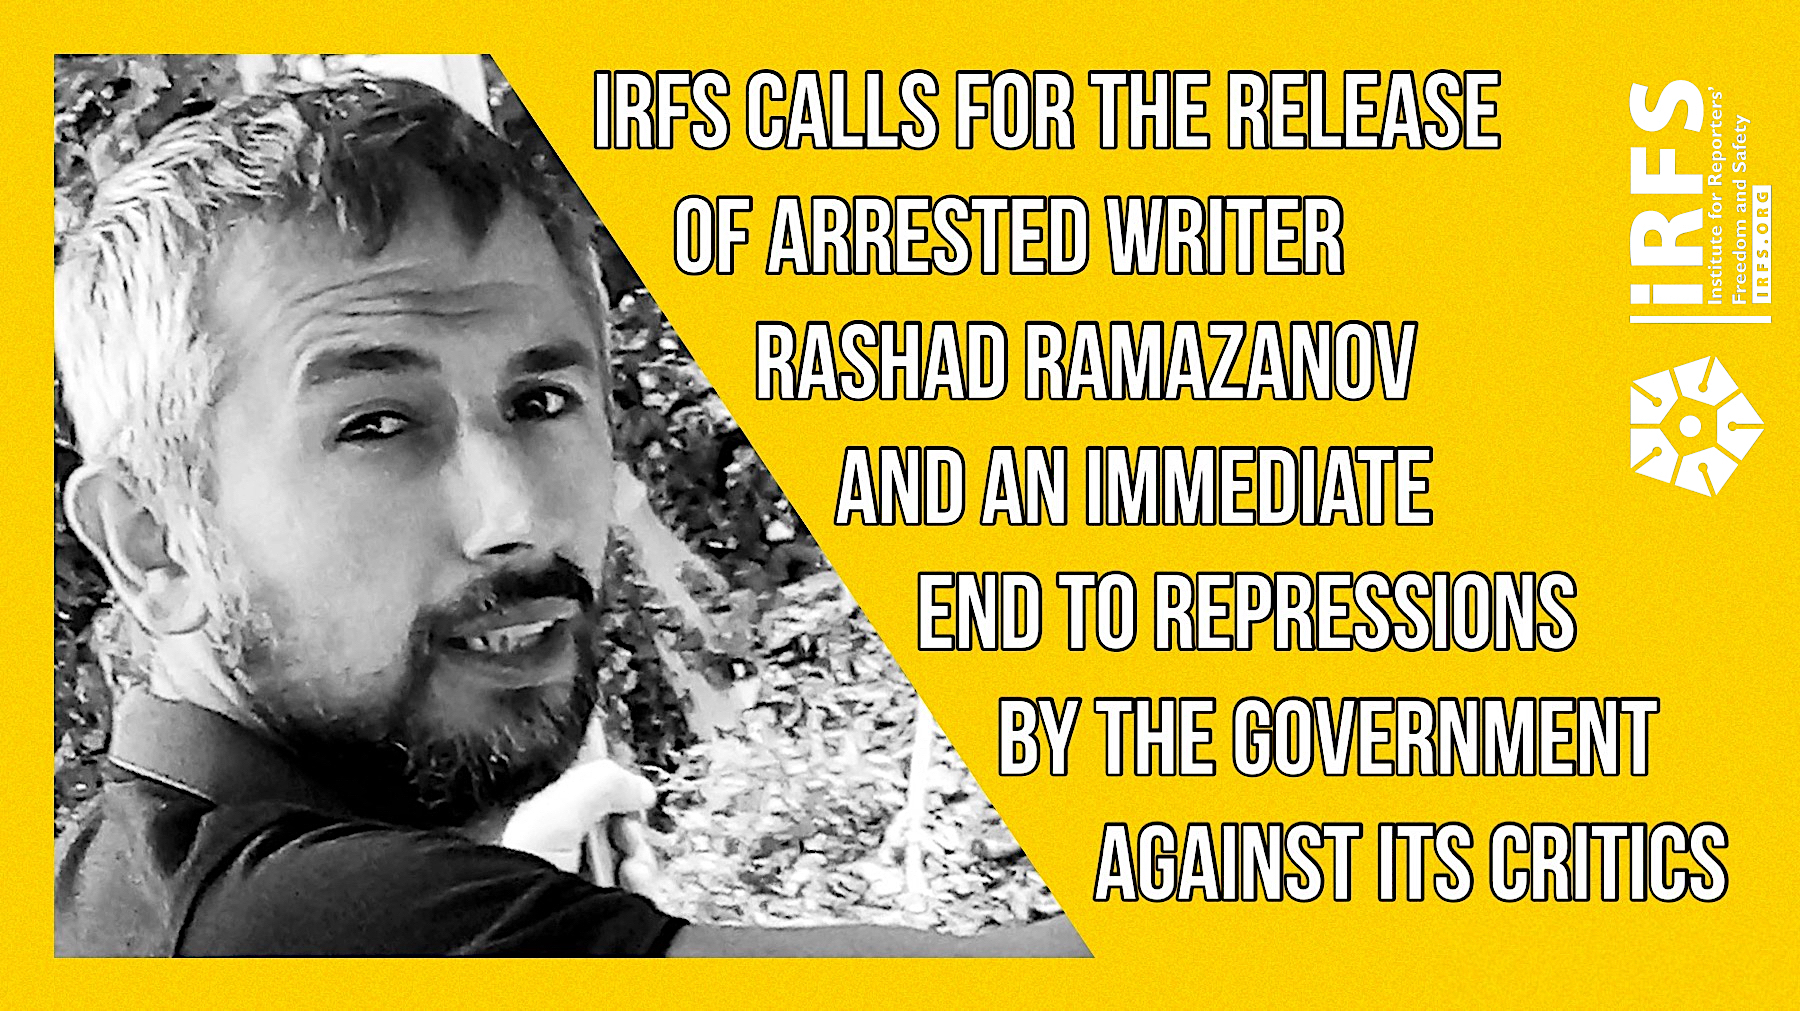 IRFS CALLS FOR THE RELEASE
OF ARRESTED WRITER
RASHAD RAMAZANOV
AND AN IMMEDIATE
END TO REPRESSIONS
BY THE GOVERNMENT
AGAINST ITS CRITICS
iRFS
Institute for Reporters'
Freedom and Safety
IRFS.ORG